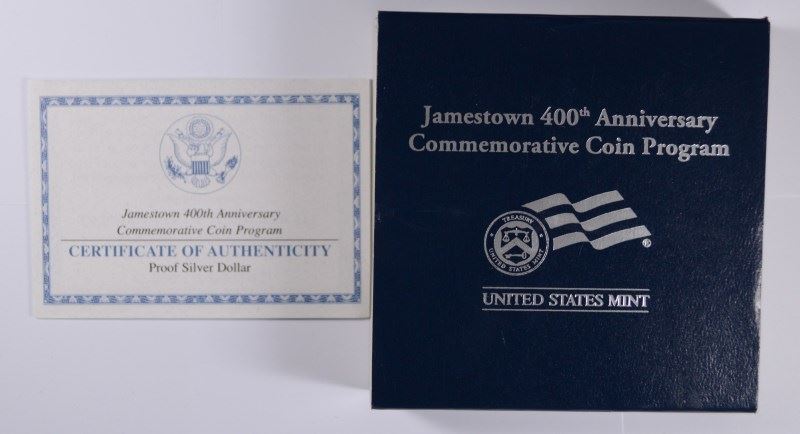 Jamestown 400th Anniversary
Commemorative Coin Program
CERTIFICATE OF AUTHENTICITY
Proof Silver Dollar
Jamestown 400th Anniversary
Commemorative Coin Program
TREASURY
UNITED STATES MINT
®
UNITED STATES MINT